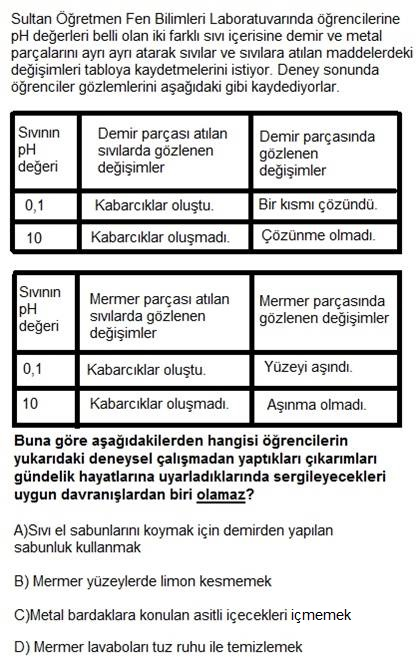 Sultan Öğretmen Fen Bilimleri Laboratuvarında öğrencilerine
pH değerleri belli olan iki farklı sıvı içerisine demir ve metal
parçalarını ayrı ayrı atarak sıvılar ve sıvılara atılan maddelerdeki
değişimleri tabloya kaydetmelerini istiyor. Deney sonunda
öğrenciler gözlemlerini aşağıdaki gibi kaydediyorlar.
Sıvının pH değeri | Demir parçası atılan sıvılarda gözlenen değişimler | Demir parçasında gözlenen değişimler
0,1 | Kabarcıklar oluştu. | Bir kısmı çözündü.
10 | Kabarcıklar oluşmadı. | Çözünme olmadı.
Sıvının pH değeri | Mermer parçası atılan sıvılarda gözlenen değişimler | Mermer parçasında gözlenen değişimler
0,1 | Kabarcıklar oluştu. | Yüzeyi aşındı.
10 | Kabarcıklar oluşmadı. | Aşınma olmadı.
Buna göre aşağıdakilerden hangisi öğrencilerin
yukarıdaki deneysel çalışmadan yaptıkları çıkarımları
gündelik hayatlarına uyarladıklarında sergileyecekleri
uygun davranışlardan biri olamaz?
A)Sıvı el sabunlarını koymak için demirden yapılan
sabunluk kullanmak
B) Mermer yüzeylerde limon kesmemek
C)Metal bardaklara konulan asitli içecekleri içmemek
D) Mermer lavaboları tuz ruhu ile temizlemek